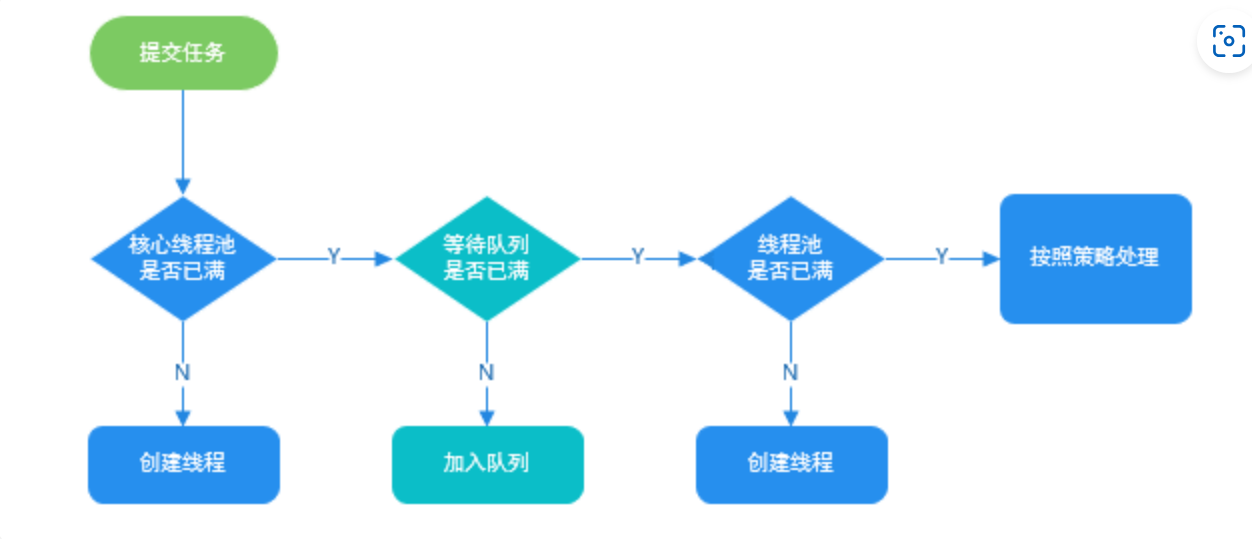 提交任务
核心线程池
是否已满
Y
等待队列
是否已满
Y
线程池
是否已满
Y
按照策略处理
N
N
N
创建线程
加入队列
创建线程